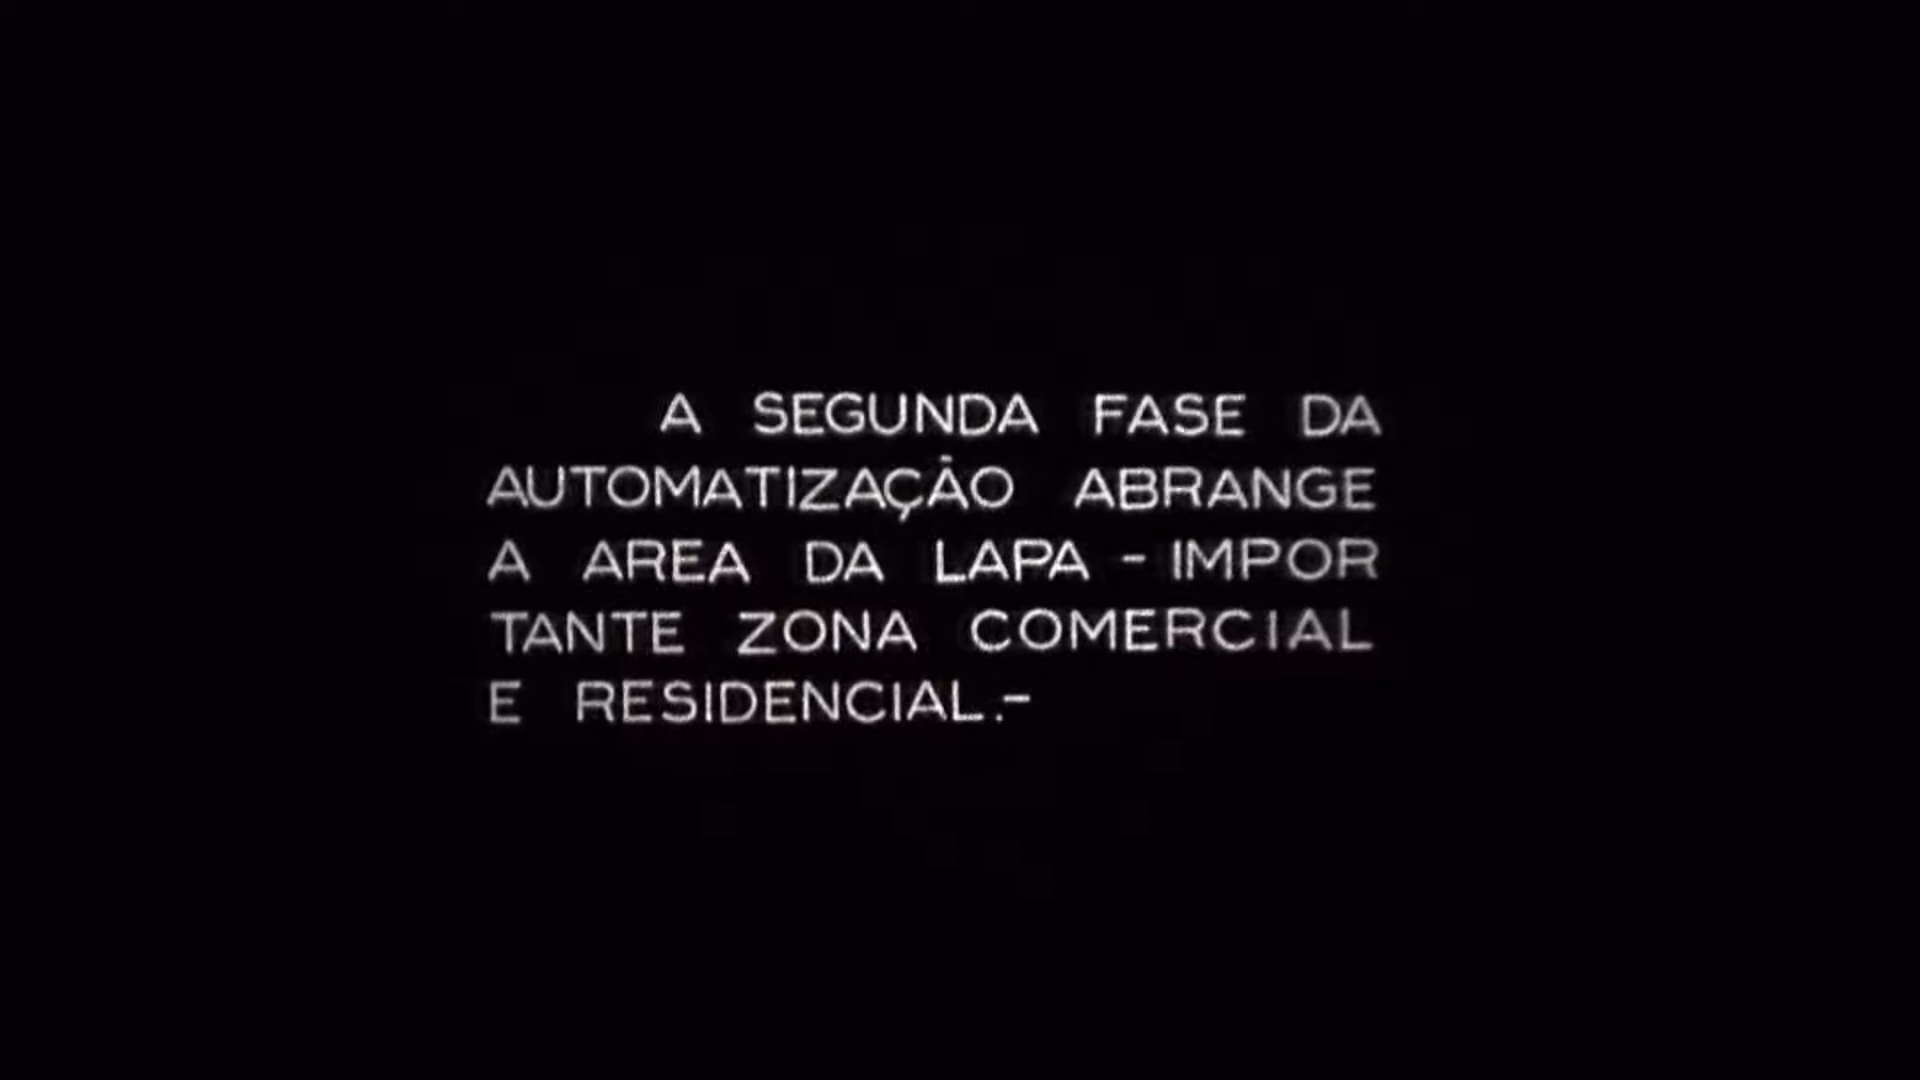 A SEGUNDA FASE DA
AUTOMATIZAÇÃO ABRANGE
A AREA DA LAPA - IMPOR
TANTE ZONA COMERCIAL
E RESIDENCIAL.-